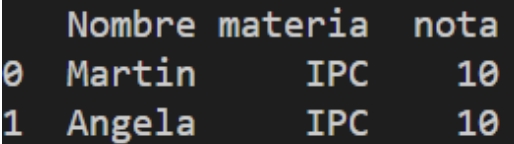 Nombre materia nota
0 Martin IPC 10
1 Angela IPC 10